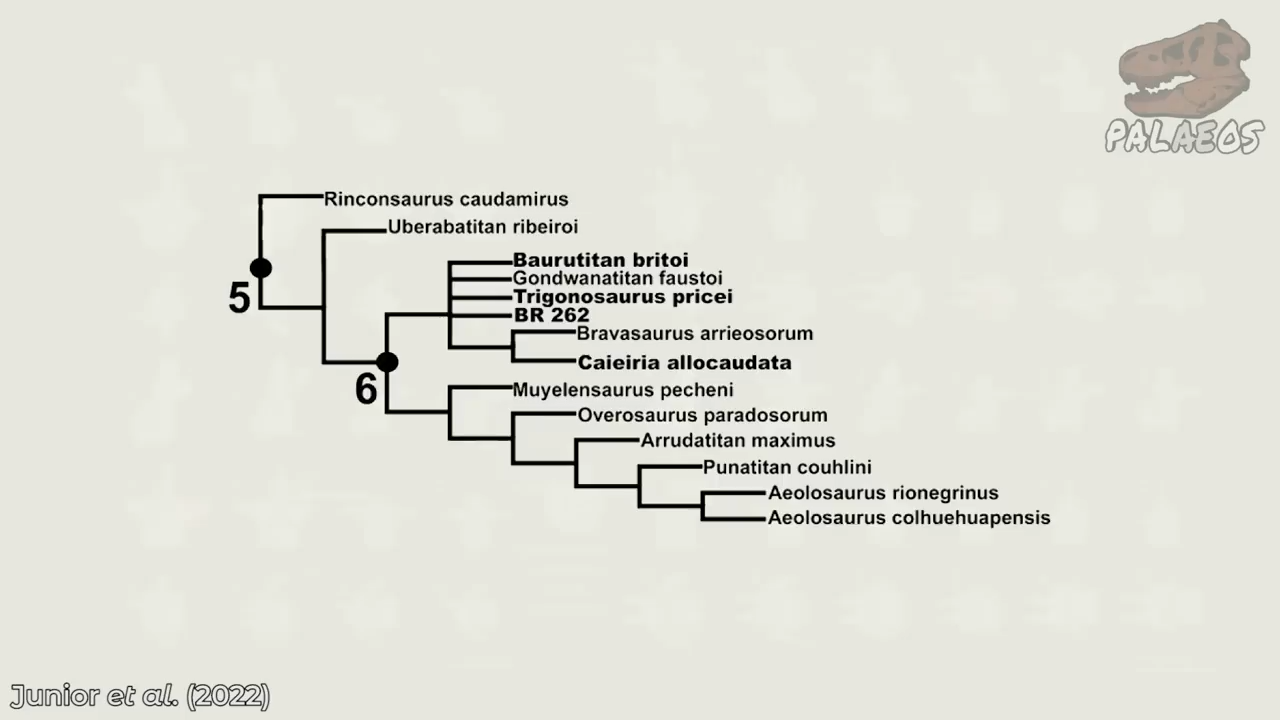 PALAEOS
Rinconsaurus caudamirus
Uberabatitan ribeiroi
5
Baurutitan britoi
Gondwanatitan faustoi
Trigonosaurus pricei
BR 262
Bravasaurus arrieosorum
Caieiria allocaudata
6
Muyelensaurus pecheni
Overosaurus paradosorum
Arrudatitan maximus
Punatitan couhlini
Aeolosaurus rionegrinus
Aeolosaurus colhuehuapensis
Junior et al. (2022)